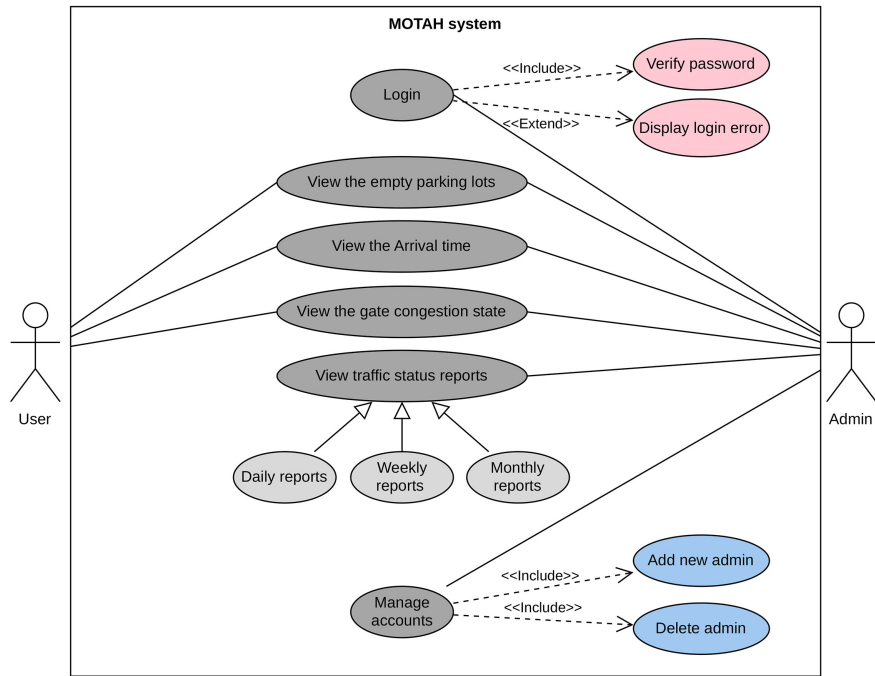 MOTAH system
<<Include>>
Verify password
Login
<<Extend>>
Display login error
View the empty parking lots
View the Arrival time
View the gate congestion state
View traffic status reports
User
Admin
Daily reports
Weekly
reports
Monthly
reports
<<Include>>
Add new admin
Manage
accounts
<<Include>>
Delete admin